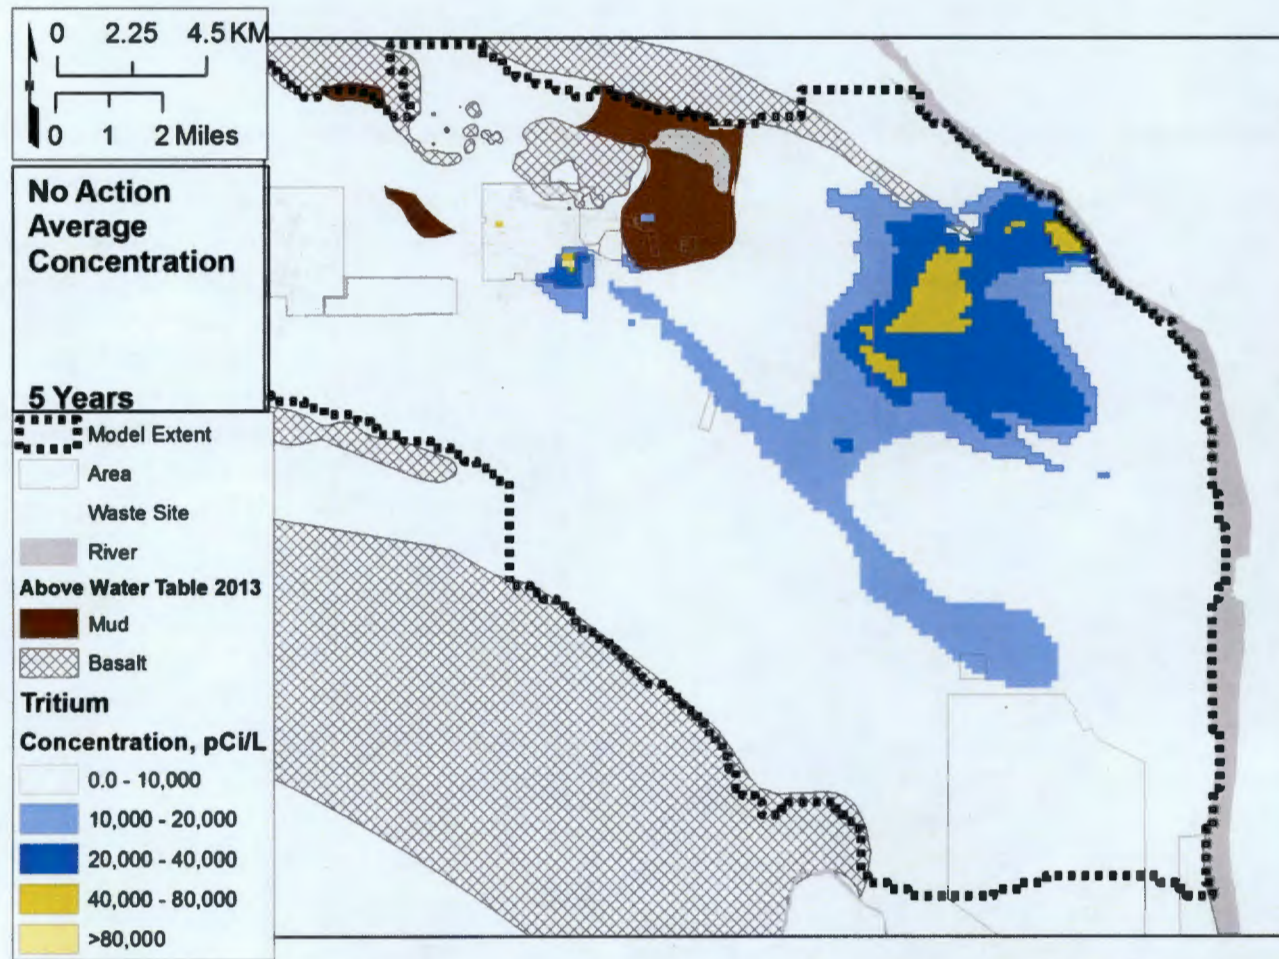 0 2.25 4.5 KM
0 1 2 Miles
No Action
Average
Concentration
5 Years
Model Extent
Area
Waste Site
River
Above Water Table 2013
Mud
Basalt
Tritium
Concentration, pCi/L
0.0 - 10,000
10,000 - 20,000
20,000 - 40,000
40,000 - 80,000
>80,000